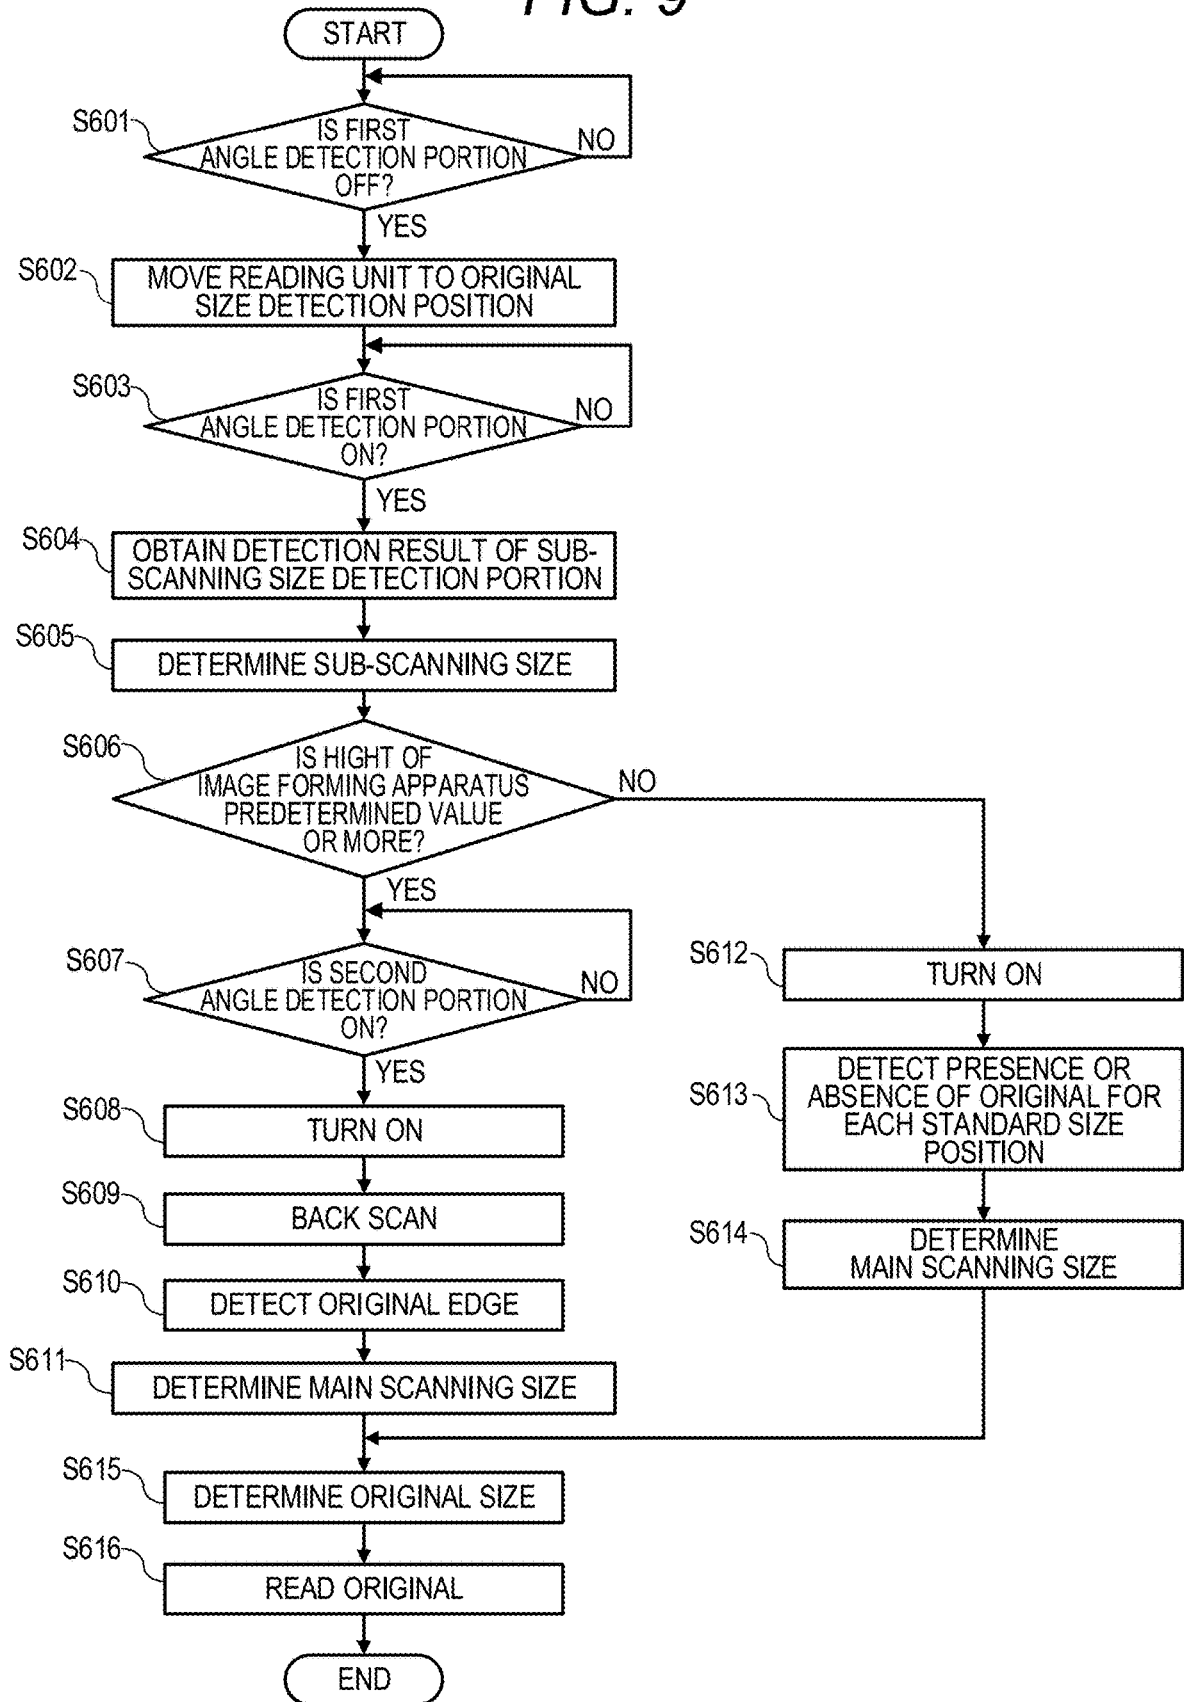 FIG. 9
START
S601
IS FIRST
ANGLE DETECTION PORTION
OFF?
NO
YES
S602
MOVE READING UNIT TO ORIGINAL
SIZE DETECTION POSITION
S603
IS FIRST
ANGLE DETECTION PORTION
ON?
NO
YES
S604
OBTAIN DETECTION RESULT OF SUB-
SCANNING SIZE DETECTION PORTION
S605
DETERMINE SUB-SCANNING SIZE
S606
IS HIGHT OF
IMAGE FORMING APPARATUS
PREDETERMINED VALUE
OR MORE?
NO
YES
S607
IS SECOND
ANGLE DETECTION PORTION
ON?
NO
YES
S608
TURN ON
S609
BACK SCAN
S610
DETECT ORIGINAL EDGE
S611
DETERMINE MAIN SCANNING SIZE
S612
TURN ON
S613
DETECT PRESENCE OR
ABSENCE OF ORIGINAL FOR
EACH STANDARD SIZE
POSITION
S614
DETERMINE
MAIN SCANNING SIZE
S615
DETERMINE ORIGINAL SIZE
S616
READ ORIGINAL
END